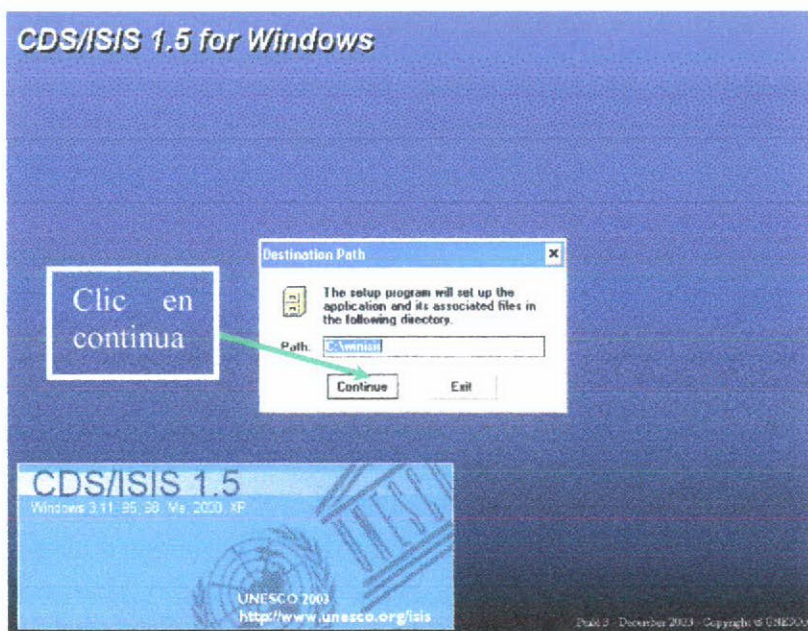 CDS/ISIS 1.5 for Windows
Destination Path
The setup program will set up the
application and its associated files in
the following directory.
Path:
Continue
Exit
Clic en
continua
CDS/ISIS 1.5
Windows 3.11, 95, 98, Me, 2000, XP
UNESCO
UNESCO 2003
http://www.unesco.org/isis
3 - December 2003 - Copyright © UNESCO